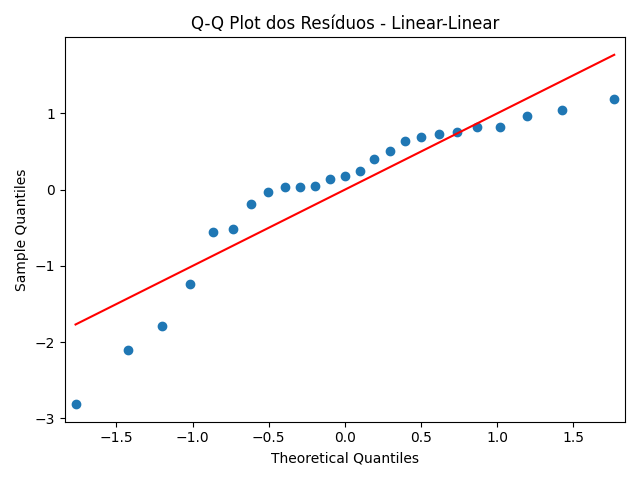 Q-Q Plot dos Resíduos - Linear-Linear
Sample Quantiles
1
0
−1
−2
−3
−1.5 −1.0 −0.5 0.0 0.5 1.0 1.5
Theoretical Quantiles